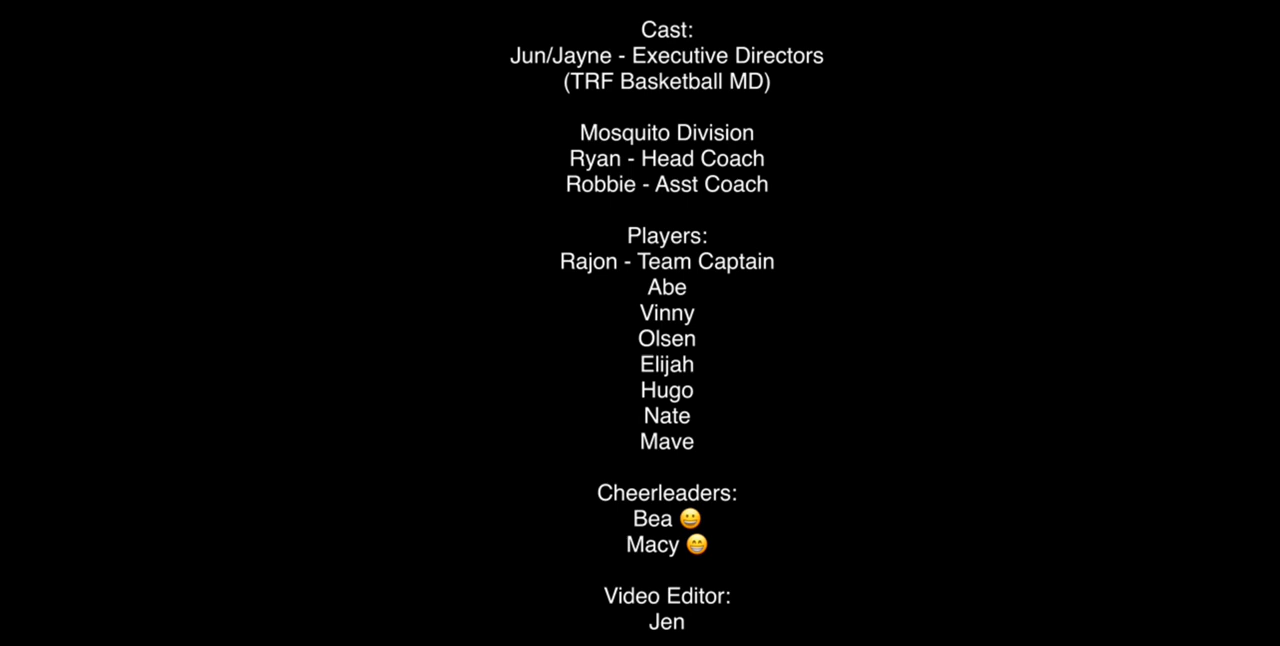 Cast:
Jun/Jayne - Executive Directors
(TRF Basketball MD)
Mosquito Division
Ryan - Head Coach
Robbie - Asst Coach
Players:
Rajon - Team Captain
Abe
Vinny
Olsen
Elijah
Hugo
Nate
Mave
Cheerleaders:
Bea 😀
Macy 😁
Video Editor:
Jen